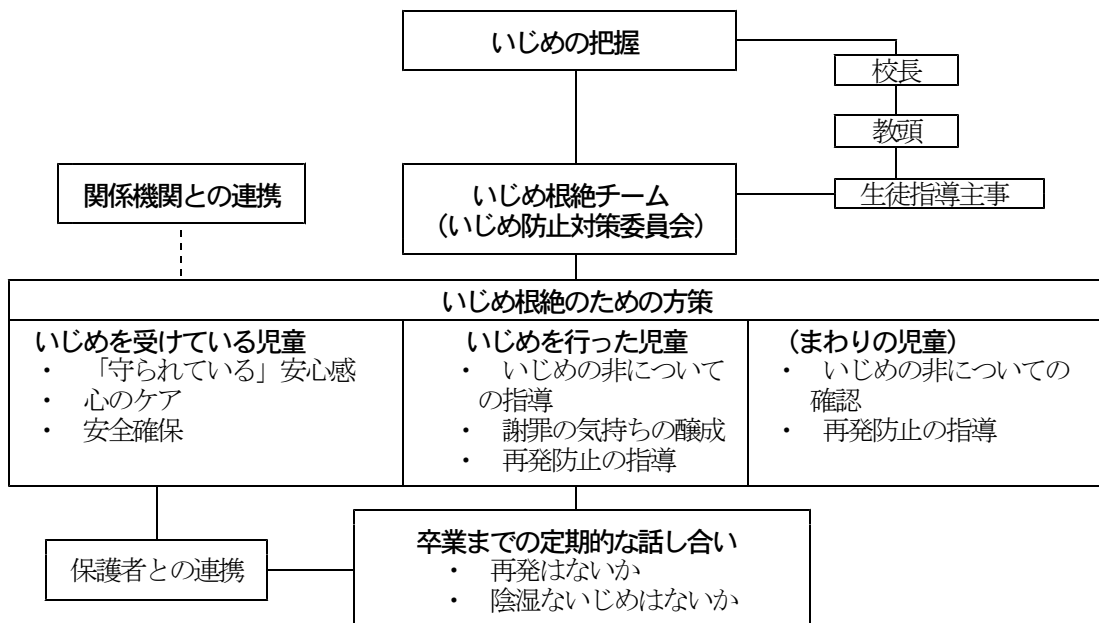 いじめの把握
校長
教頭
生徒指導主事
関係機関との連携
いじめ根絶チーム
（いじめ防止対策委員会）
いじめ根絶のための方策
いじめを受けている児童
・　「守られている」安心感
・　心のケア
・　安全確保
いじめを行った児童
・　いじめの非について
の指導
・　謝罪の気持ちの醸成
・　再発防止の指導
（まわりの児童）
・　いじめの非についての
確認
・　再発防止の指導
保護者との連携
卒業までの定期的な話し合い
・　再発はないか
・　陰湿ないじめはないか